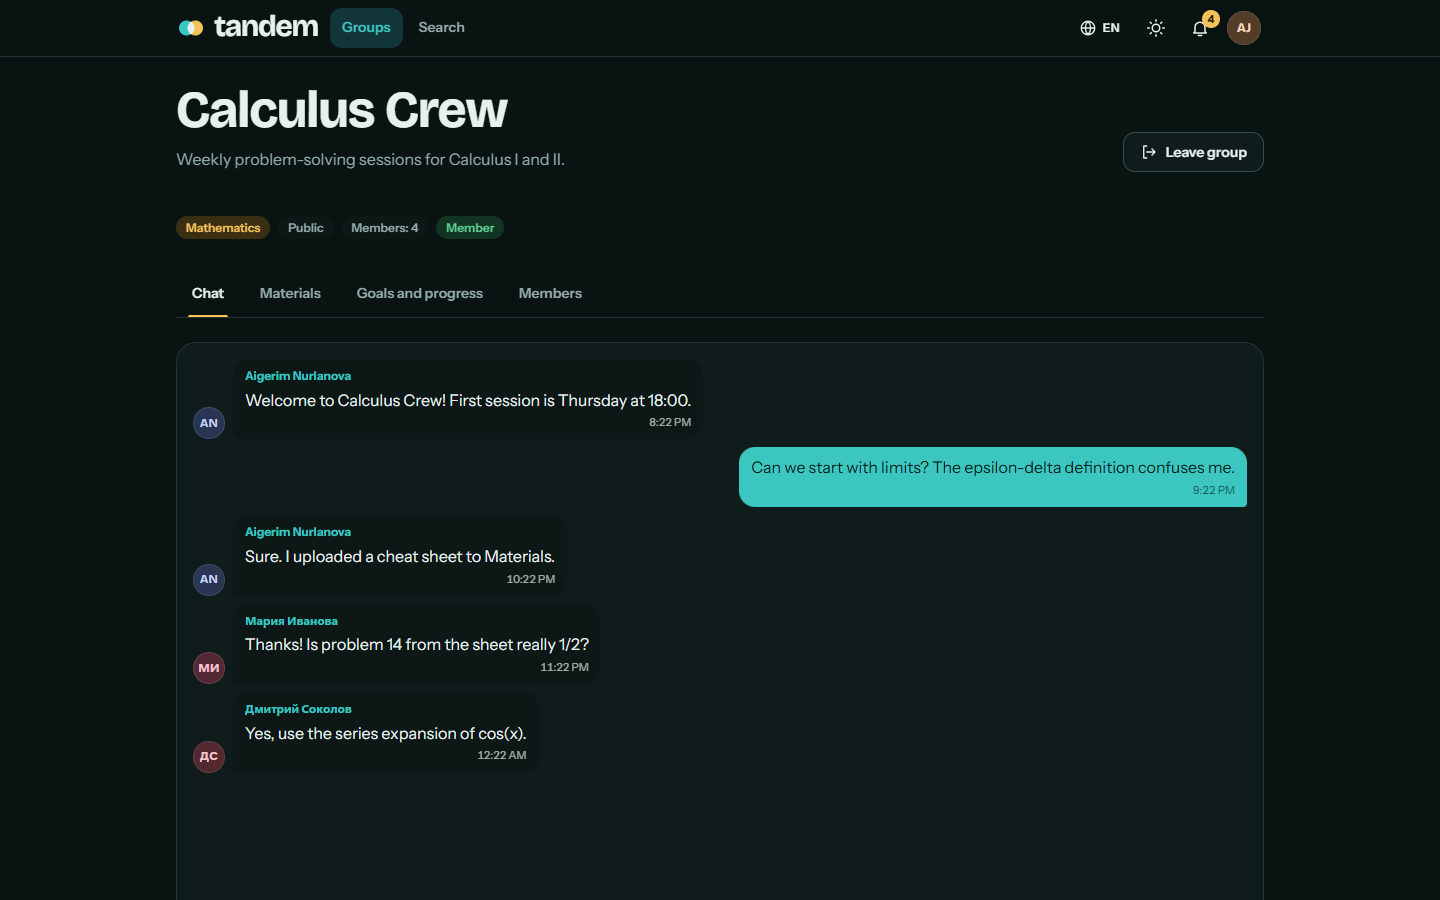 tandem
Groups
Search
EN
4
AJ
Calculus Crew
Weekly problem-solving sessions for Calculus I and II.
Leave group
Mathematics
Public
Members: 4
Member
Chat
Materials
Goals and progress
Members
Aigerim Nurlanova
Welcome to Calculus Crew! First session is Thursday at 18:00.
8:22 PM
AN
Can we start with limits? The epsilon-delta definition confuses me.
9:22 PM
Aigerim Nurlanova
Sure. I uploaded a cheat sheet to Materials.
10:22 PM
AN
Мария Иванова
Thanks! Is problem 14 from the sheet really 1/2?
11:22 PM
МИ
Дмитрий Соколов
Yes, use the series expansion of cos(x).
12:22 AM
ДС